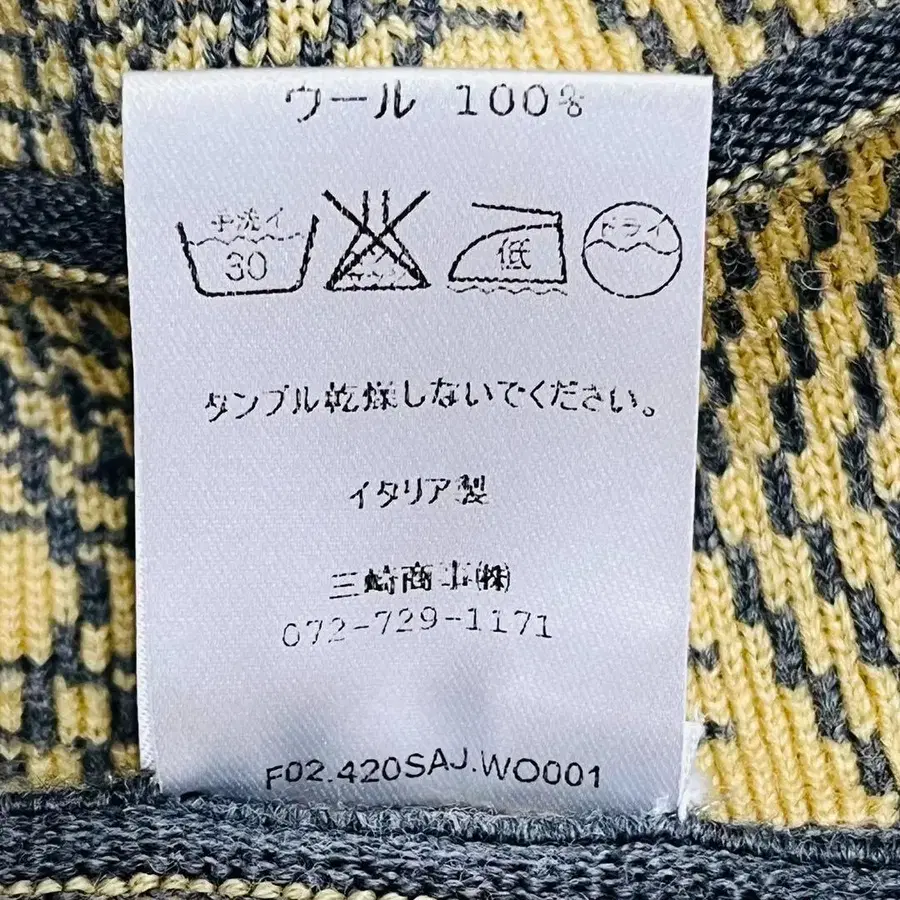 ウール 100%
手洗イ 30 低 ドライ
タンブル乾燥しないでください。
イタリア製
三崎商事㈱
072-729-1171
F02.420SAJ.WO001